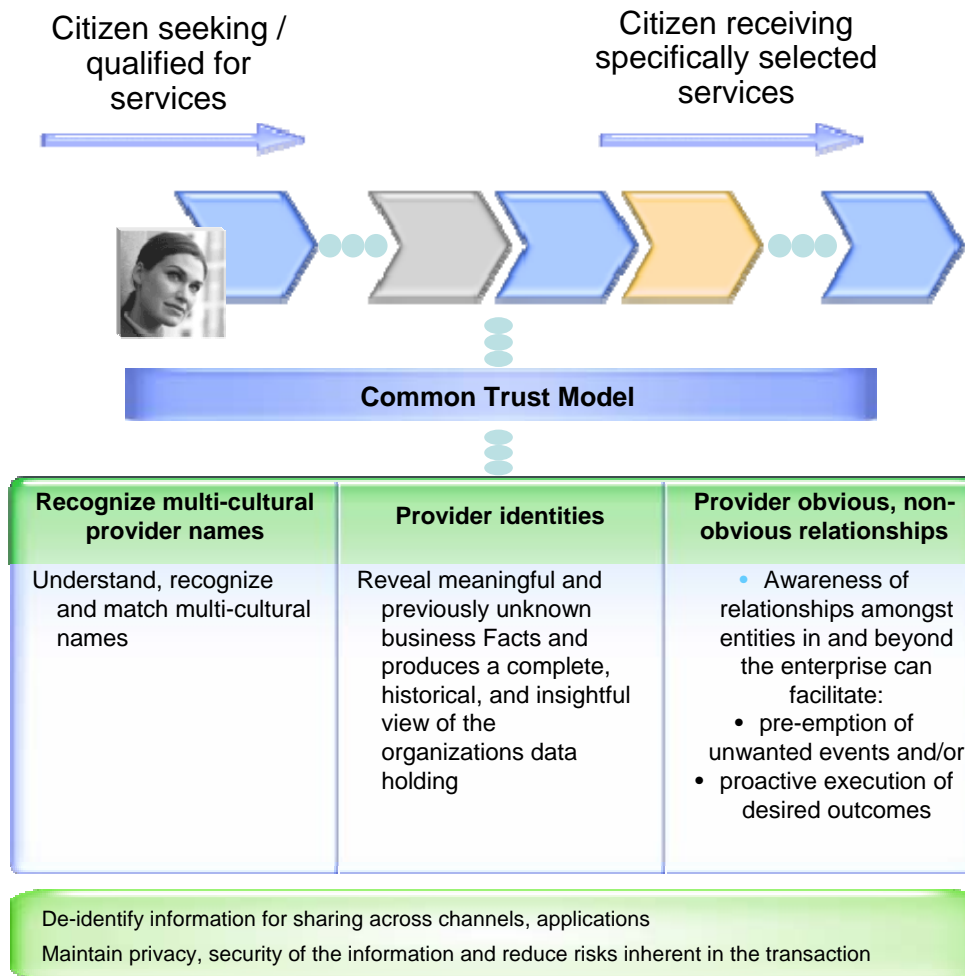 Citizen seeking /
qualified for
services
Citizen receiving
specifically selected
services
Common Trust Model
Recognize multi-cultural
provider names
Understand, recognize
and match multi-cultural
names
Provider identities
Reveal meaningful and
previously unknown
business Facts and
produces a complete,
historical, and insightful
view of the
organizations data
holding
Provider obvious, non-
obvious relationships
• Awareness of
relationships amongst
entities in and beyond
the enterprise can
facilitate:
• pre-emption of
unwanted events and/or
• proactive execution of
desired outcomes
De-identify information for sharing across channels, applications
Maintain privacy, security of the information and reduce risks inherent in the transaction